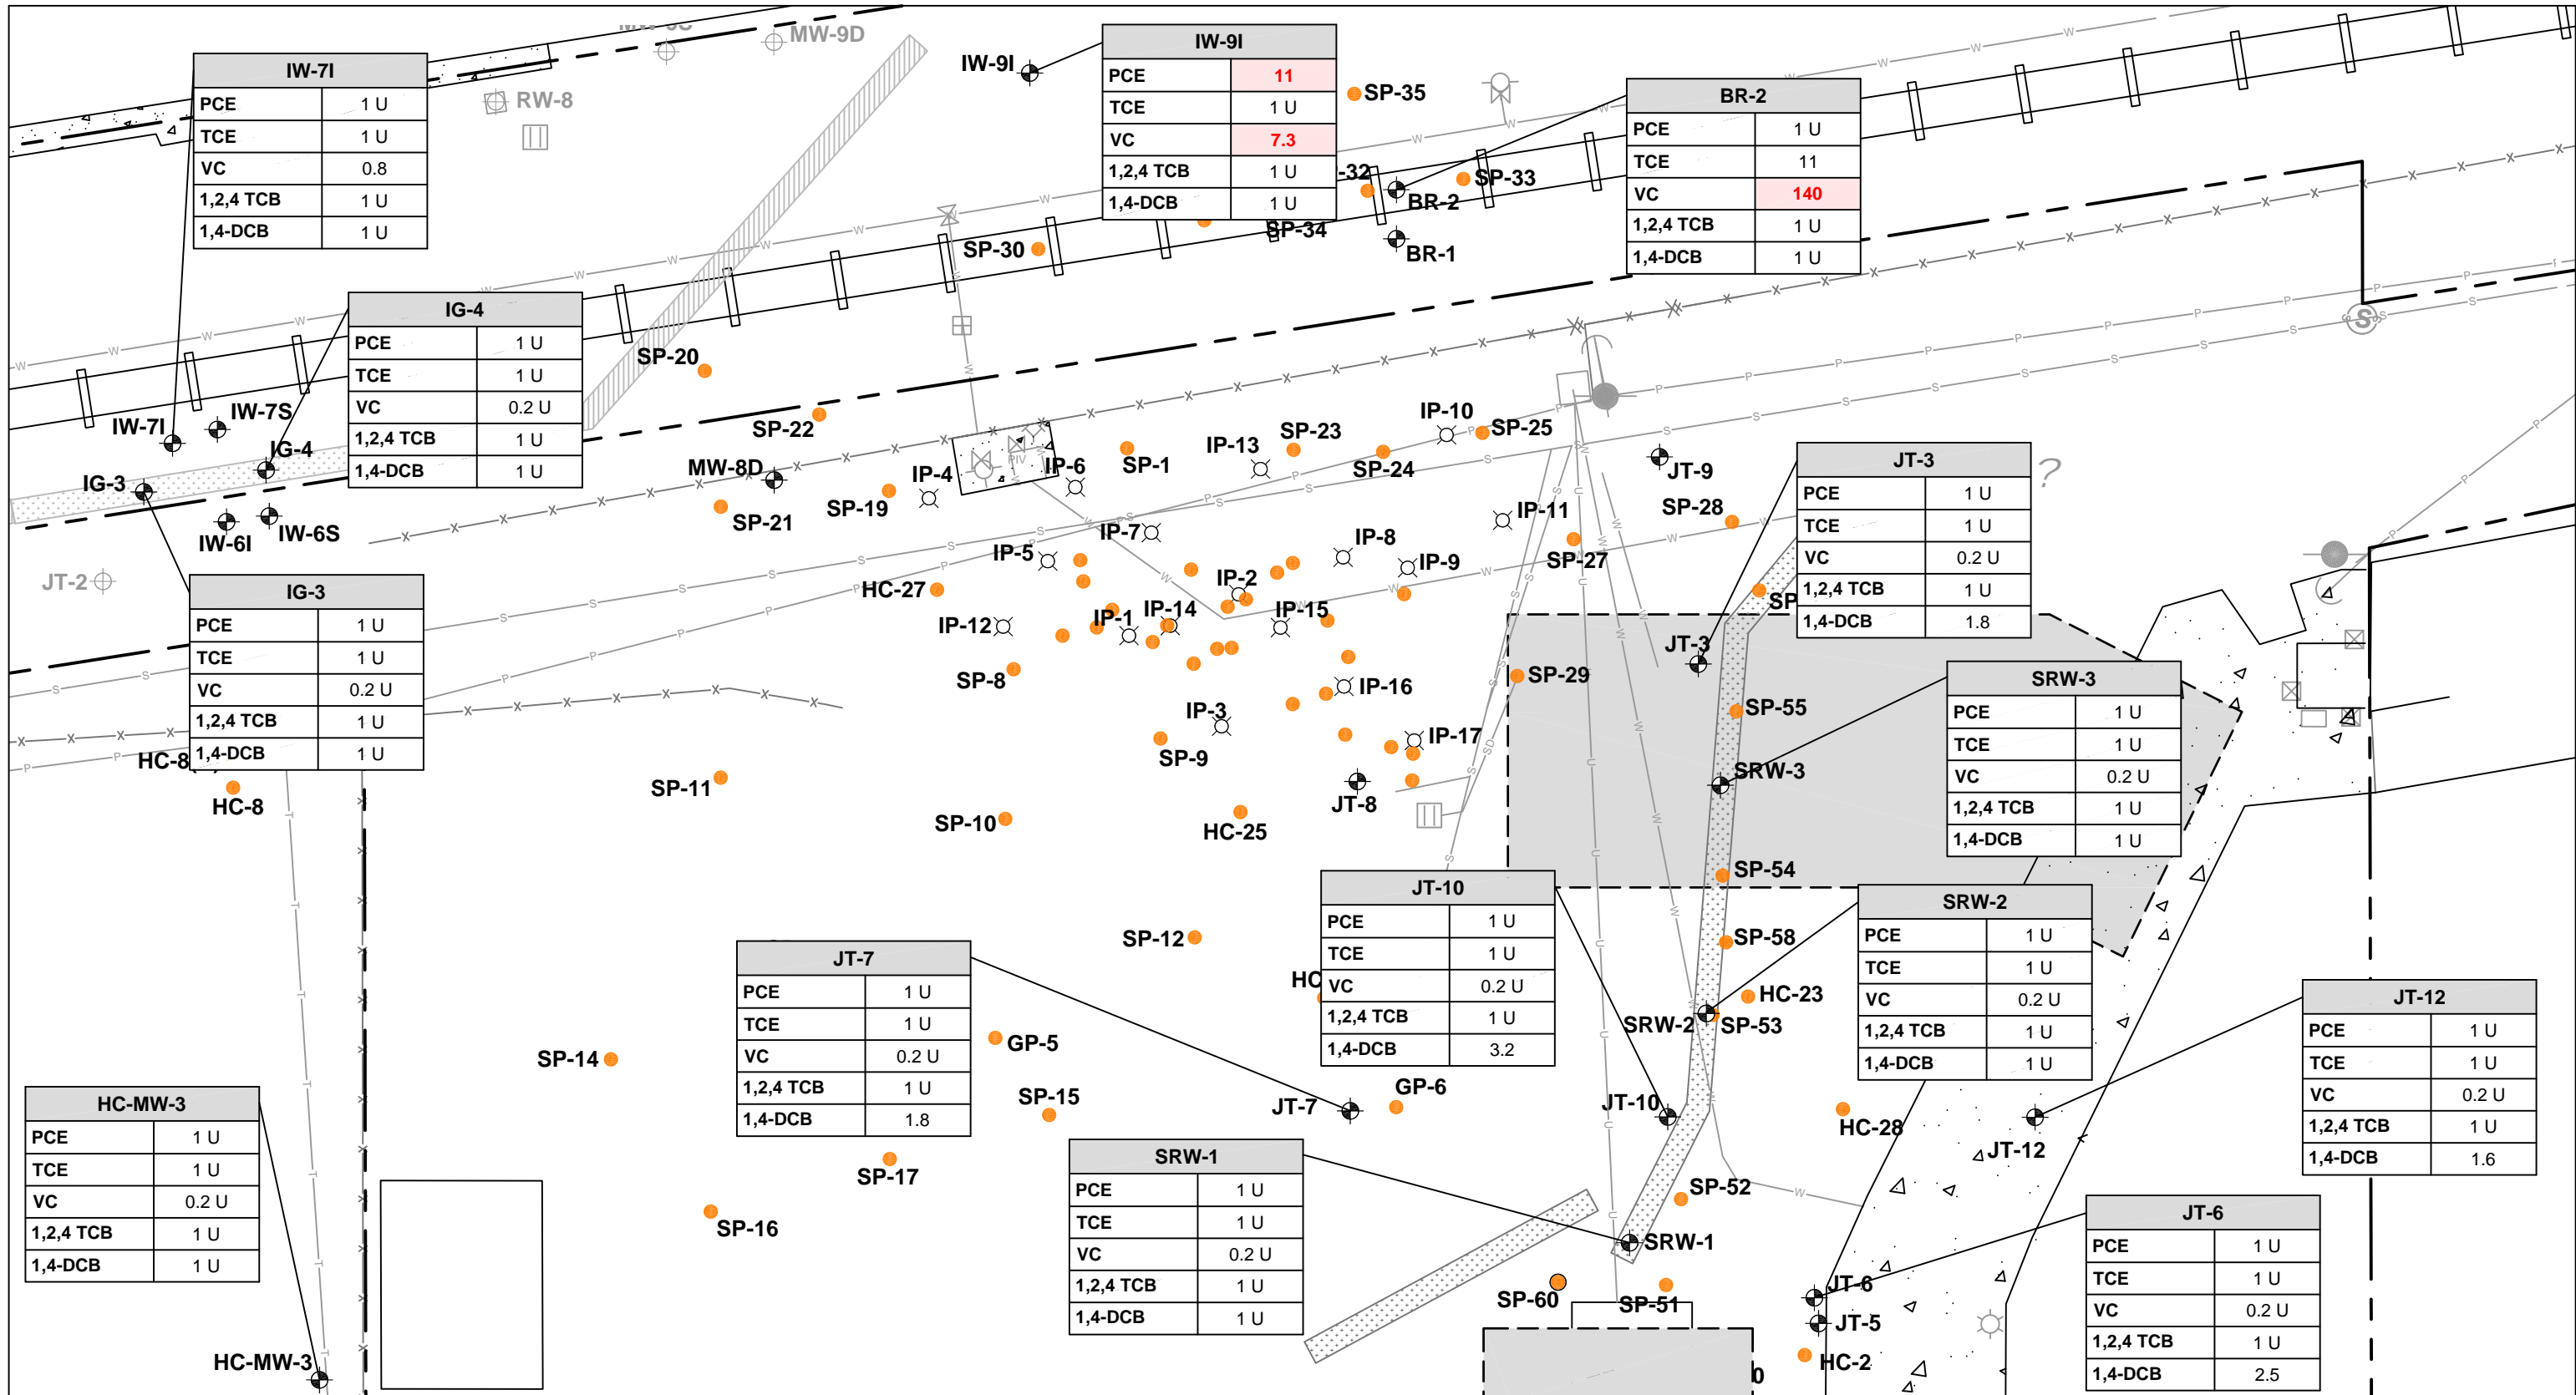 MW-9D
RW-8
IW-7I
PCE 1 U
TCE 1 U
VC 0.8
1,2,4 TCB 1 U
1,4-DCB 1 U
IW-9I
IW-9I
PCE 11
TCE 1 U
VC 7.3
1,2,4 TCB 1 U
1,4-DCB 1 U
SP-35
BR-2
PCE 1 U
TCE 11
VC 140
1,2,4 TCB 1 U
1,4-DCB 1 U
-32
SP-33
BR-2
SP-34
BR-1
SP-30
IG-4
PCE 1 U
TCE 1 U
VC 0.2 U
1,2,4 TCB 1 U
1,4-DCB 1 U
SP-20
SP-22
IW-7I
IW-7S
IG-4
IG-3
IW-6I
IW-6S
JT-2
MW-8D
SP-21
SP-19
IP-4
PIV
IP-6
SP-1
IP-13
SP-23
SP-24
IP-10
SP-25
JT-9
SP-28
IP-11
SP-27
JT-3
PCE 1 U
TCE 1 U
VC 0.2 U
1,2,4 TCB 1 U
1,4-DCB 1.8
?
S
IP-7
IP-5
IP-8
IP-9
IP-2
HC-27
IP-12
IP-1
IP-14
IP-15
SP
IG-3
PCE 1 U
TCE 1 U
VC 0.2 U
1,2,4 TCB 1 U
1,4-DCB 1 U
SP-8
IP-16
SP-29
JT-3
IP-3
IP-17
SP-55
SP-9
SRW-3
PCE 1 U
TCE 1 U
VC 0.2 U
1,2,4 TCB 1 U
1,4-DCB 1 U
HC-8
HC-8
SP-11
SP-10
HC-25
JT-8
SD
SRW-3
SP-54
JT-10
PCE 1 U
TCE 1 U
VC 0.2 U
1,2,4 TCB 1 U
1,4-DCB 3.2
SRW-2
PCE 1 U
TCE 1 U
VC 0.2 U
1,2,4 TCB 1 U
1,4-DCB 1 U
SP-12
HC
SP-58
HC-23
SRW-2
SP-53
JT-7
PCE 1 U
TCE 1 U
VC 0.2 U
1,2,4 TCB 1 U
1,4-DCB 1.8
JT-12
PCE 1 U
TCE 1 U
VC 0.2 U
1,2,4 TCB 1 U
1,4-DCB 1.6
SP-14
GP-5
SP-15
SP-17
SP-16
JT-7
GP-6
JT-10
HC-28
JT-12
HC-MW-3
PCE 1 U
TCE 1 U
VC 0.2 U
1,2,4 TCB 1 U
1,4-DCB 1 U
SRW-1
PCE 1 U
TCE 1 U
VC 0.2 U
1,2,4 TCB 1 U
1,4-DCB 1 U
SP-52
SRW-1
SP-60
SP-51
JT-6
PCE 1 U
TCE 1 U
VC 0.2 U
1,2,4 TCB 1 U
1,4-DCB 2.5
JT-6
JT-5
HC-2
HC-MW-3